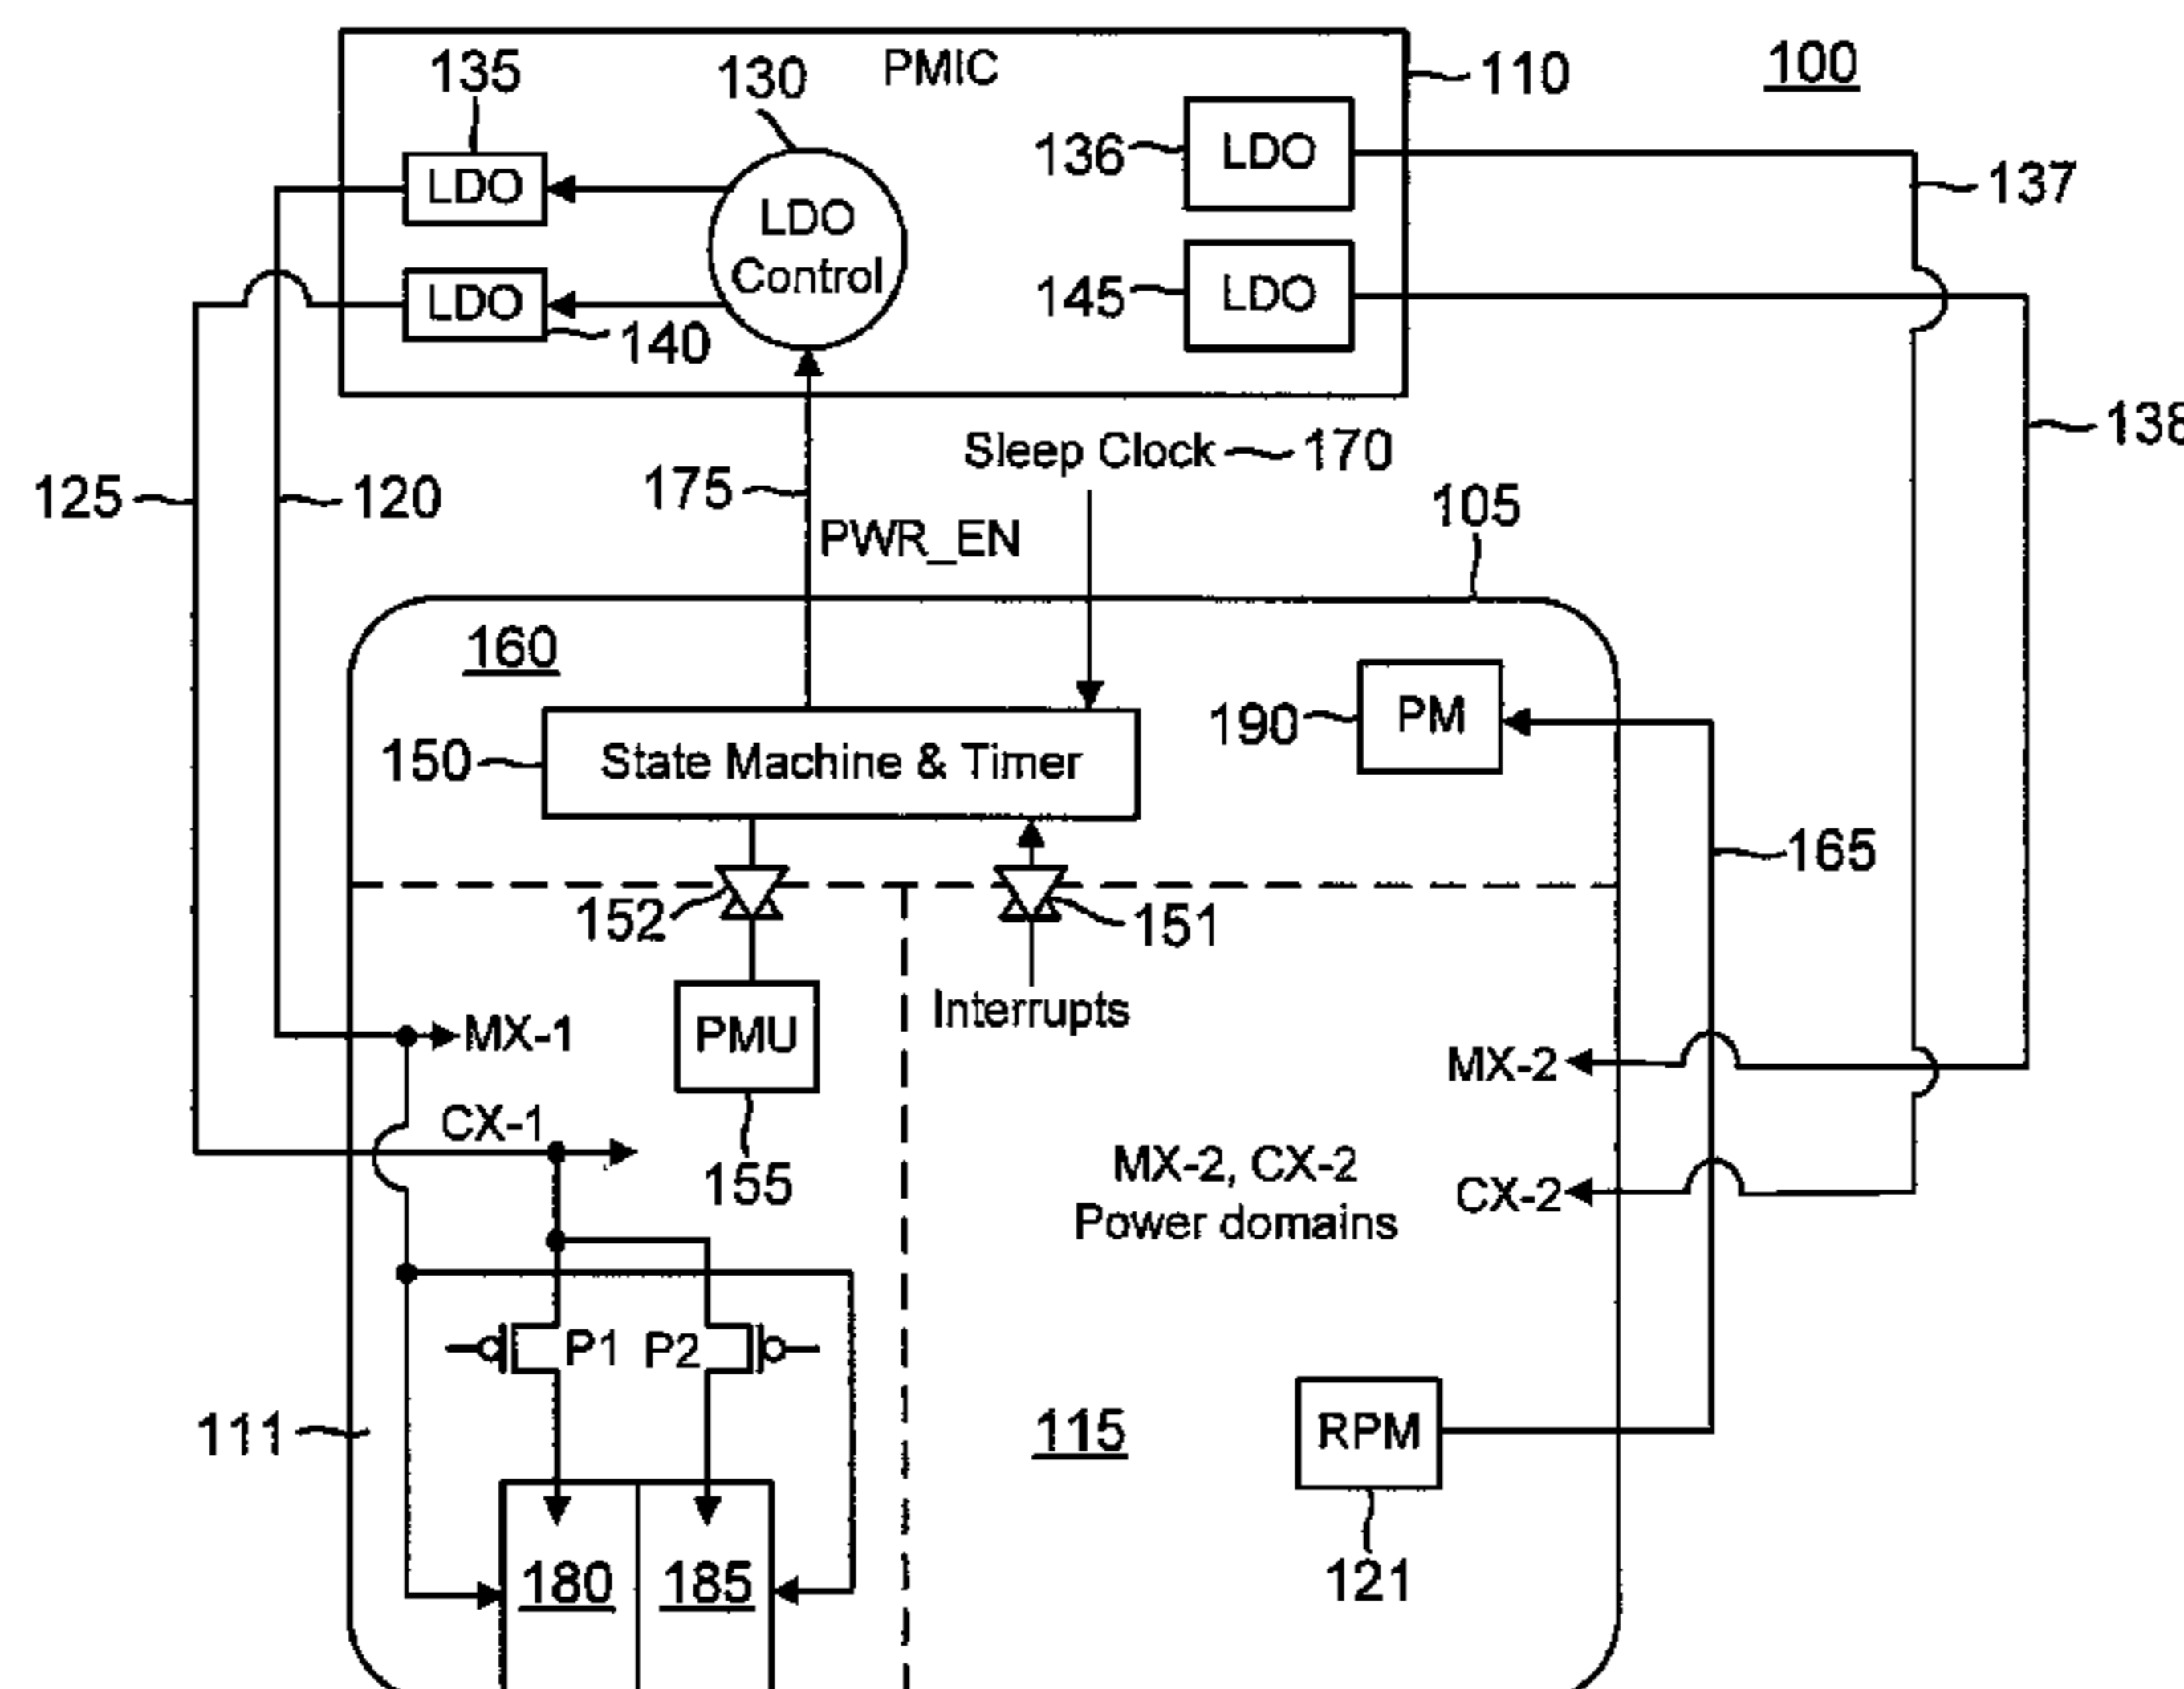 135
130
PMIC
110
100
136
LDO
137
LDO
LDO
Control
145
LDO
LDO
140
138
Sleep Clock
170
125
120
175
PWR_EN
105
160
190
PM
150
State Machine & Timer
165
152
151
Interrupts
PMU
MX-1
MX-2
CX-1
155
MX-2, CX-2
Power domains
CX-2
P1
P2
111
115
RPM
180
185
121